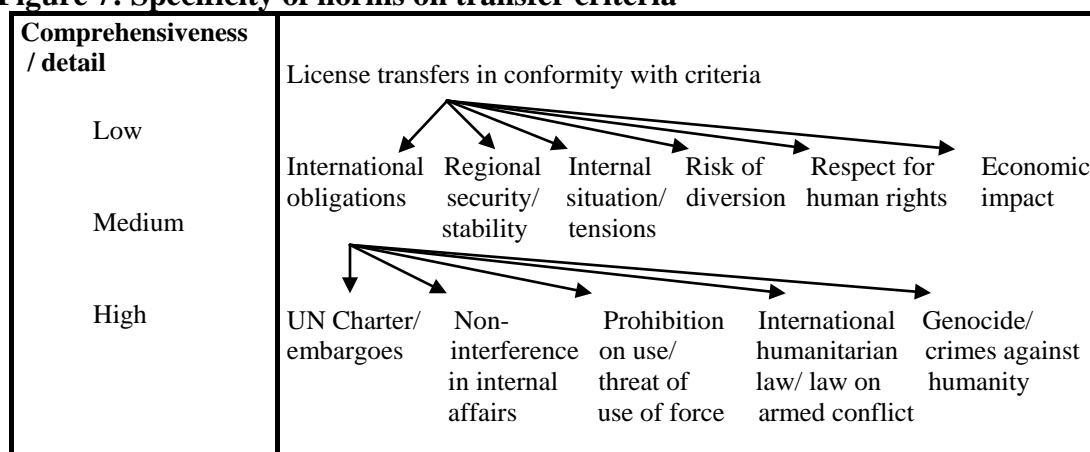 Figure 7: Specificity of norms on transfer criteria
Comprehensiveness
/ detail
License transfers in conformity with criteria
Low
International Regional Internal Risk of Respect for Economic
obligations security/ situation/ diversion human rights impact
Medium
stability tensions
High
UN Charter/ Non- Prohibition International Genocide/
embargoes interference on use/ humanitarian crimes against
in internal threat of law/ law on humanity
affairs use of force armed conflict